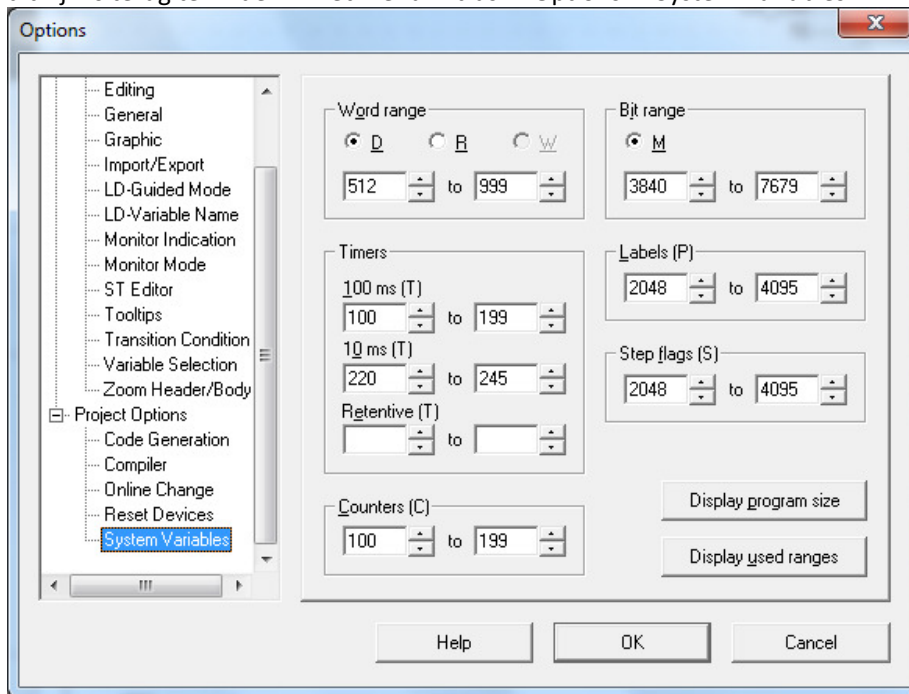 Options
Editing
General
Graphic
Import/Export
LD-Guided Mode
LD-Variable Name
Monitor Indication
Monitor Mode
ST Editor
Tooltips
Transition Condition
Variable Selection
Zoom Header/Body
Project Options
Code Generation
Compiler
Online Change
Reset Devices
System Variables
Word range
D R W
512 to 999
Timers
100 ms (T)
100 to 199
10 ms (T)
220 to 245
Retentive (T)
to
Counters (C)
100 to 199
Bit range
M
3840 to 7679
Labels (P)
2048 to 4095
Step flags (S)
2048 to 4095
Display program size
Display used ranges
Help OK Cancel